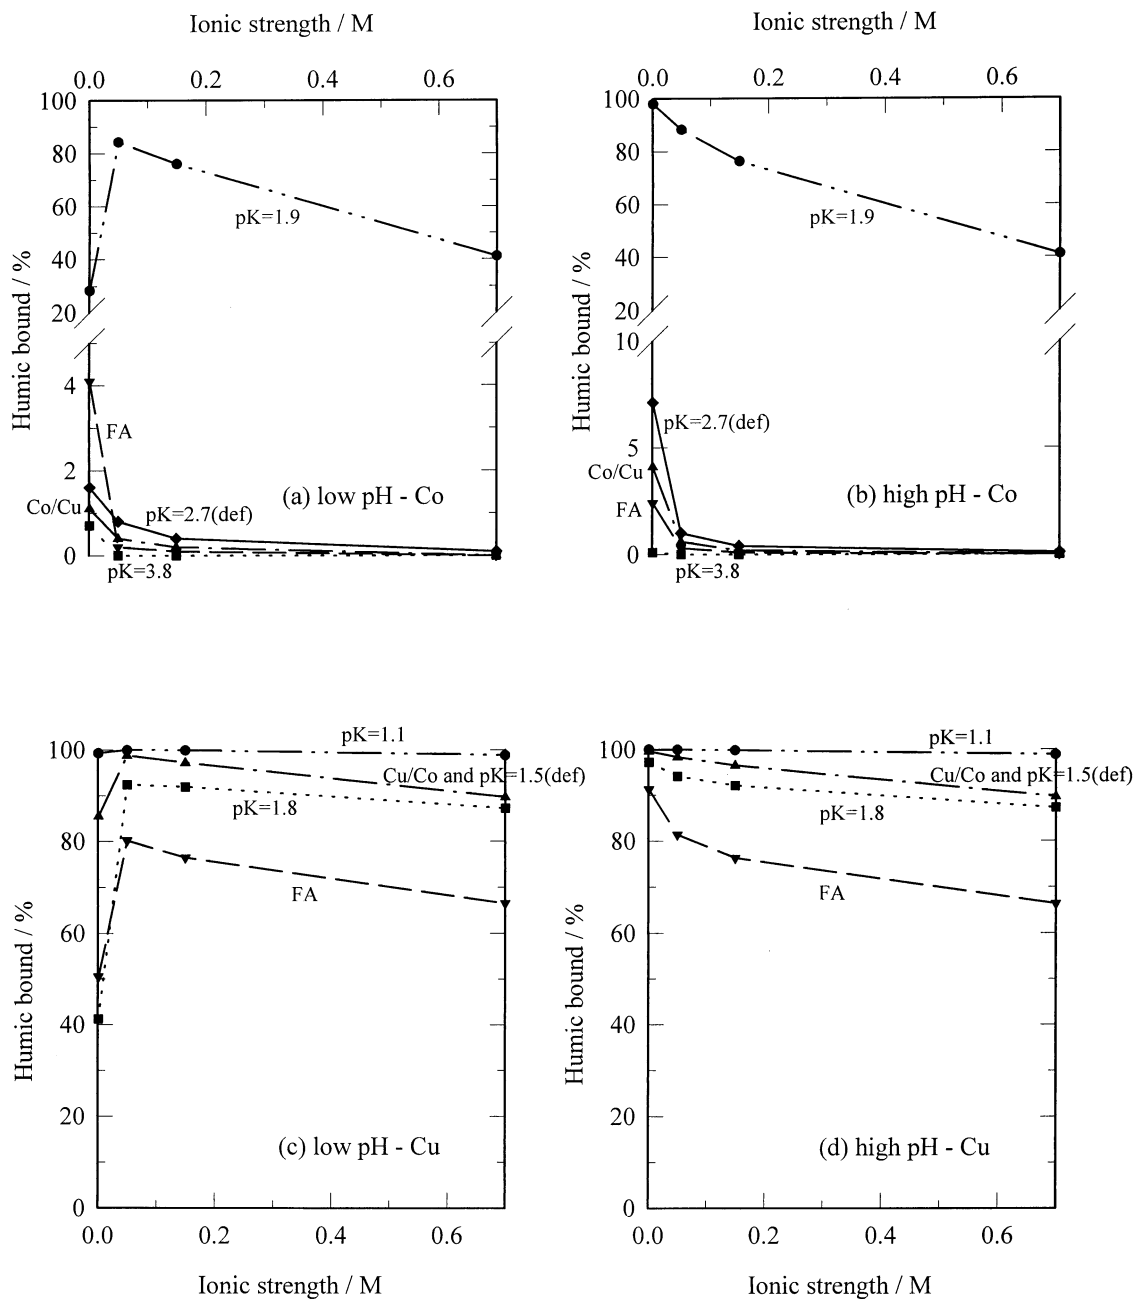 Ionic strength / M
0.0 0.2 0.4 0.6
100
80
60
40
20
4
2
0
Humic bound / %
pK=1.9
FA
Co/Cu
pK=2.7(def)
pK=3.8
(a) low pH - Co
Ionic strength / M
0.0 0.2 0.4 0.6
100
80
60
40
20
10
5
0
Humic bound / %
pK=1.9
pK=2.7(def)
Co/Cu
FA
pK=3.8
(b) high pH - Co
100
80
60
40
20
0
Humic bound / %
pK=1.1
Cu/Co and pK=1.5(def)
pK=1.8
FA
(c) low pH - Cu
0.0 0.2 0.4 0.6
Ionic strength / M
100
80
60
40
20
0
Humic bound / %
pK=1.1
Cu/Co and pK=1.5(def)
pK=1.8
FA
(d) high pH - Cu
0.0 0.2 0.4 0.6
Ionic strength / M